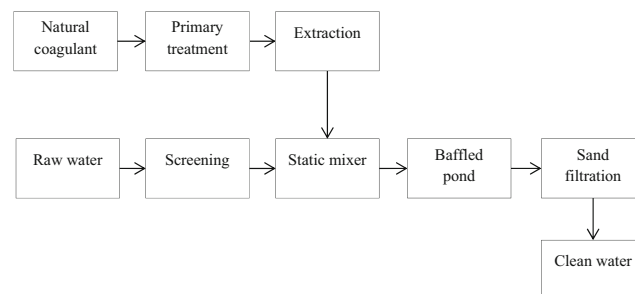 Natural
coagulant
Primary
treatment
Extraction
Raw water
Screening
Static mixer
Baffled
pond
Sand
filtration
Clean water